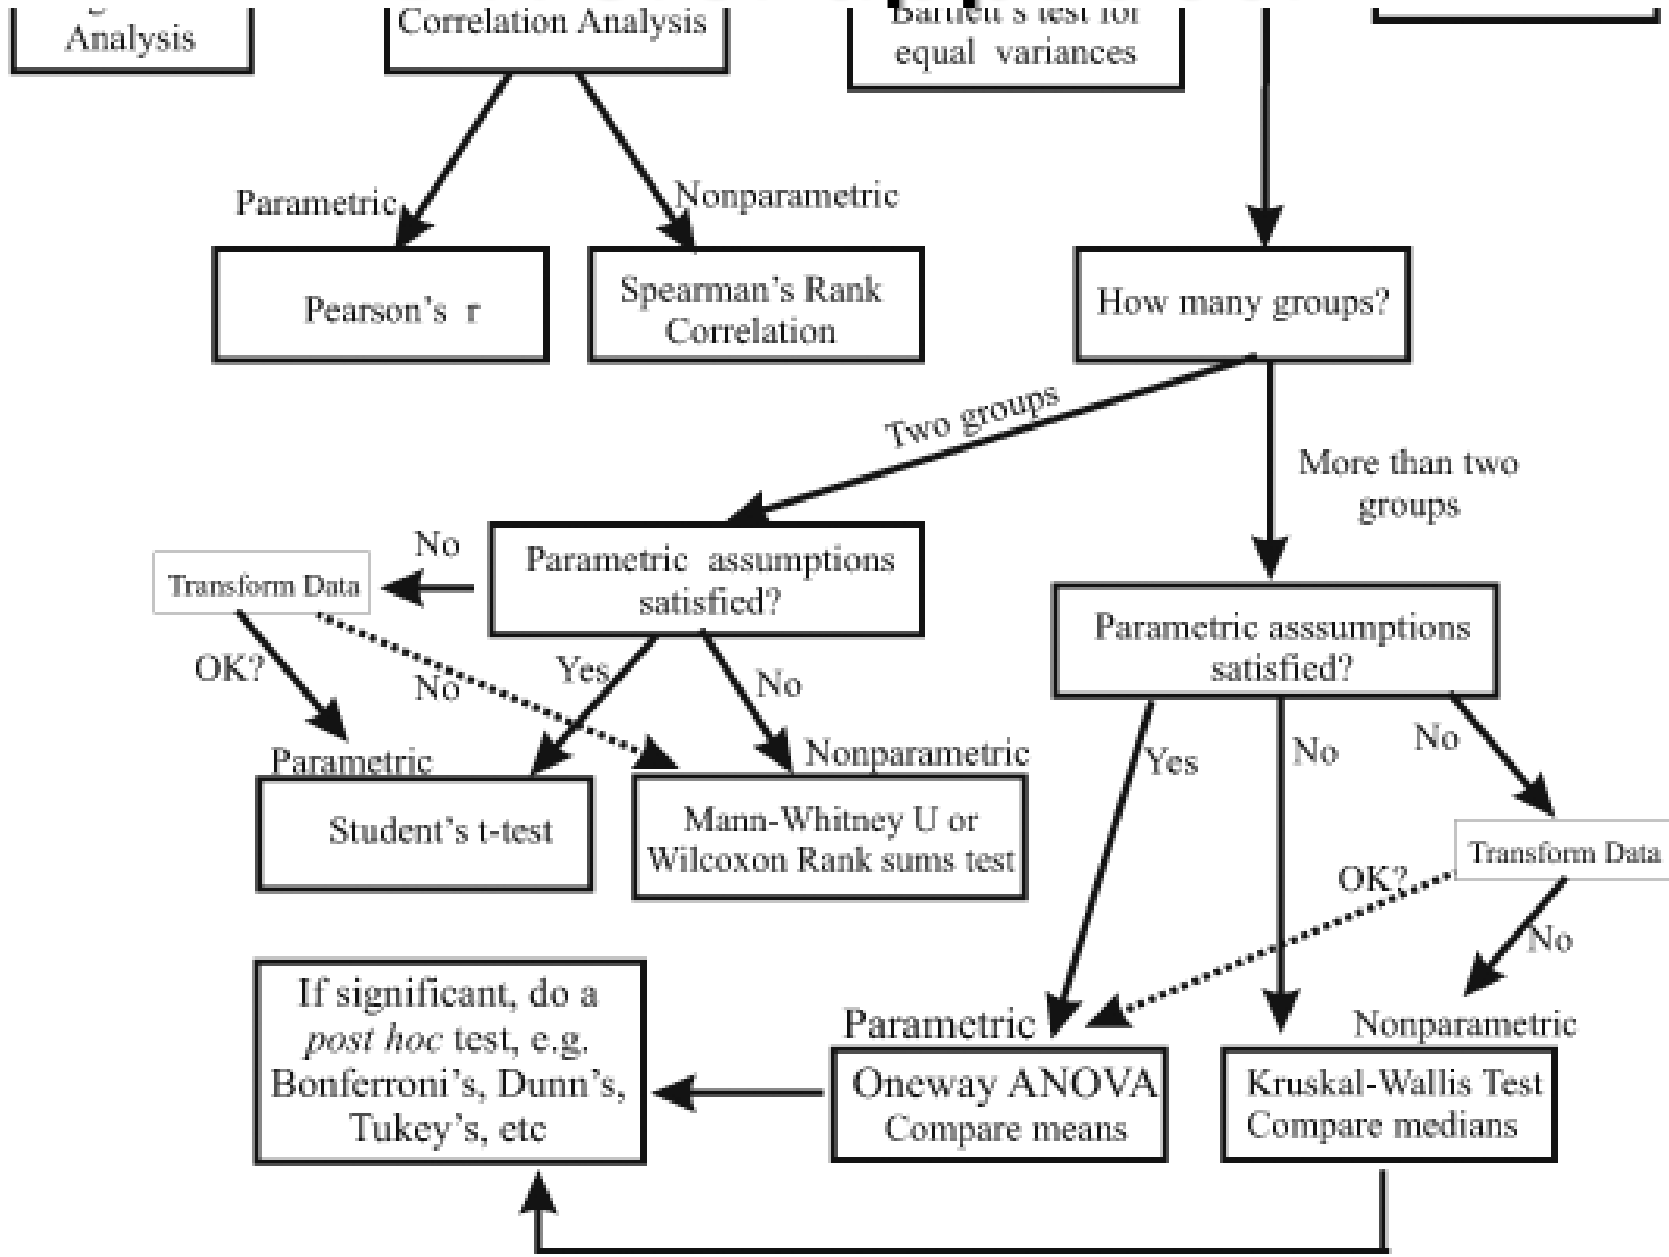 Analysis
Correlation Analysis
Bartlett's test for
equal variances
Parametric
Nonparametric
Pearson's r
Spearman's Rank
Correlation
How many groups?
Two groups
More than two
groups
No
Transform Data
Parametric assumptions
satisfied?
Parametric asssumptions
satisfied?
OK?
No
Yes
No
Parametric
Nonparametric
Student's t-test
Mann-Whitney U or
Wilcoxon Rank sums test
Yes
No
No
Transform Data
OK?
No
If significant, do a
post hoc test, e.g.
Bonferroni's, Dunn's,
Tukey's, etc
Parametric
Nonparametric
Oneway ANOVA
Compare means
Kruskal-Wallis Test
Compare medians